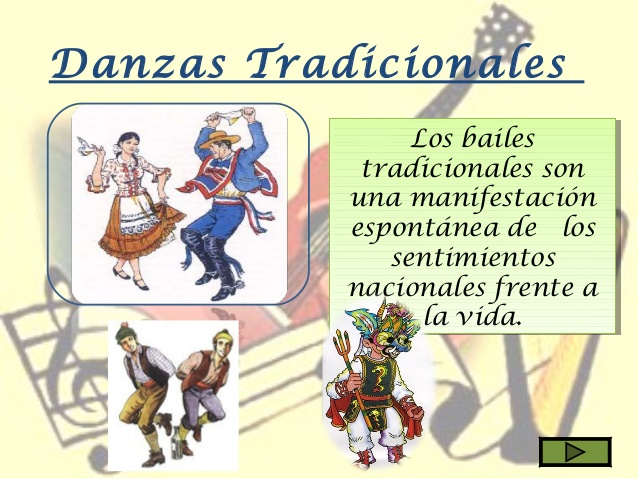 Danzas Tradicionales
Los bailes
tradicionales son
una manifestación
espontánea de los
sentimientos
nacionales frente a
la vida.